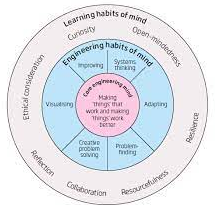 Learning habits of mind
Curiosity
Open-mindedness
Resilience
Resourcefulness
Collaboration
Reflection
Ethical consideration
Engineering habits of mind
Improving
Systems
thinking
Adapting
Problem-
finding
Creative
problem
solving
Visualising
Core engineering mind
Making
'things' that
work and making
'things' work
better